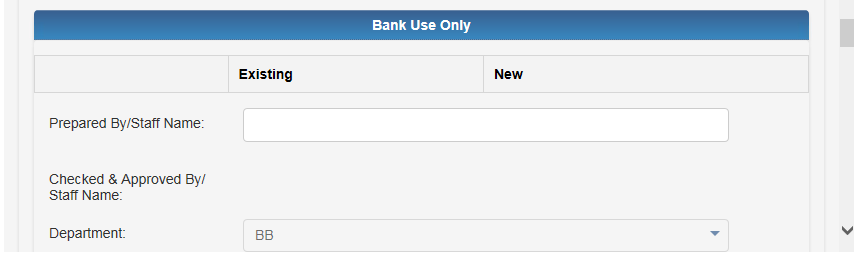 Bank Use Only
Existing New
Prepared By/Staff Name:
Checked & Approved By/
Staff Name:
Department: BB